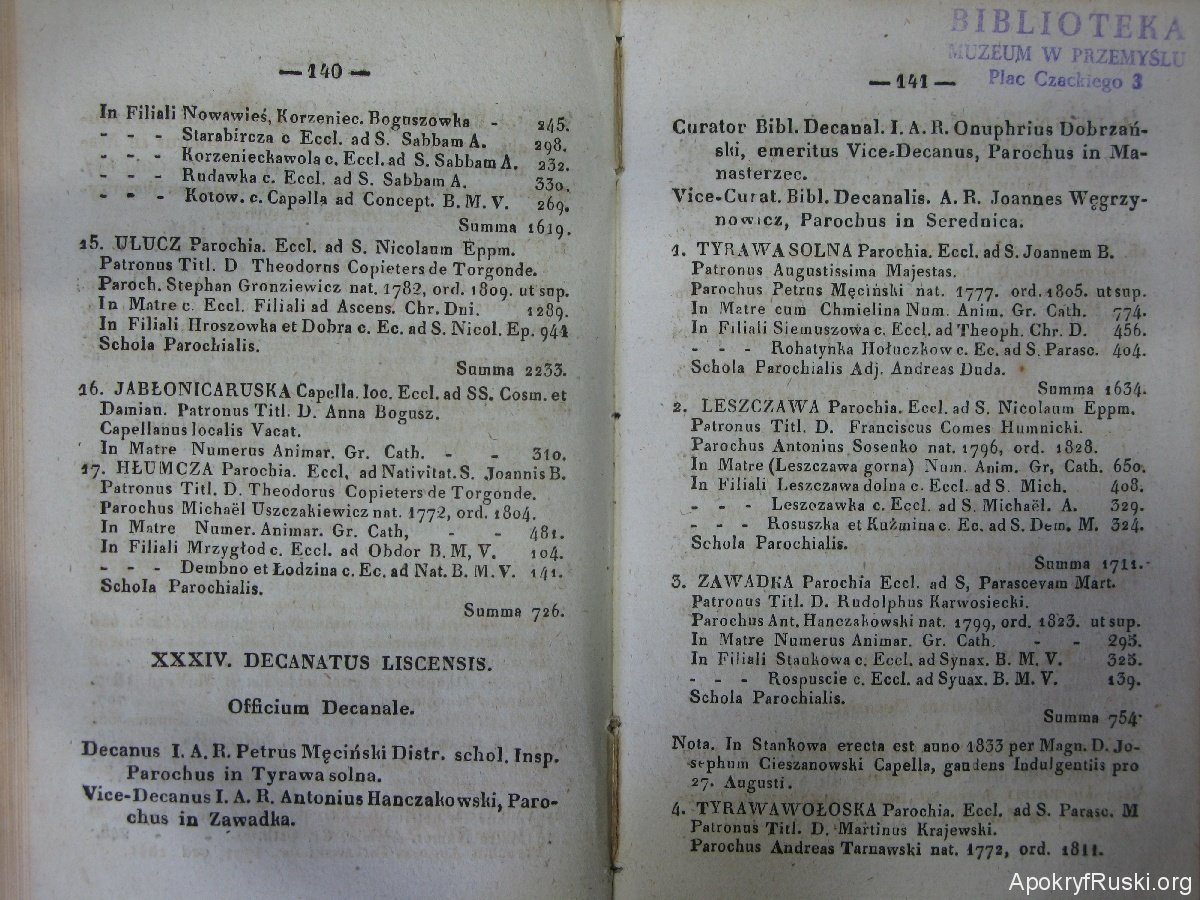 — 140 —
In Filiali Nowawieś, Korzeniec. Boguszowka - 245.
- - - Starabircza c Eccl. ad S. Sabbam A. 298.
- - - Korzenieckawola c. Eccl. ad S. Sabbam A. 232.
- - - Rudawka c. Eccl. ad S. Sabbam A. 330.
- - - Kotow. c. Capella ad Concept. B. M. V. 269.
Summa 1619.
15. ULUCZ Parochia. Eccl. ad S. Nicolaum Eppm.
Patronus Titl. D Theodorns Copieters de Torgonde.
Paroch. Stephan Gronziewicz nat. 1782, ord. 1809. ut sup.
In Matre c. Eccl. Filiali ad Ascens. Chr. Dni. 1289.
In Filiali Hroszowka et Dobra c. Ec. ad S. Nicol. Ep. 944
Schola Parochialis.
Summa 2233.
16. JABŁONICARUSKA Capella. loc. Eccl. ad SS. Cosm. et
Damian. Patronus Titl. D. Anna Bogusz.
Capellanus localis Vacat.
In Matre Numerus Animar. Gr. Cath. - - 310.
17. HŁUMCZA Parochia. Eccl, ad Nativitat. S. Joannis B.
Patronus Titl. D. Theodorus Copieters de Torgonde.
Parochus Michaël Uszczakiewicz nat. 1772, ord. 1804.
In Matre Numer. Animar. Gr. Cath, - - 481.
In Filiali Mrzygłod c. Eccl. ad Obdor B. M, V. 104.
- - - Dembno et Łodzina c. Ec. ad Nat. B. M. V. 141.
Schola Parochialis.
Summa 726.
XXXIV. DECANATUS LISCENSIS.
Officium Decanale.
Decanus I. A. R. Petrus Męciński Distr. schol. Insp.
Parochus in Tyrawa solna.
Vice-Decanus I. A. R. Antonius Hanczakowski, Paro-
chus in Zawadka.
BIBLIOTEKA
MUZEUM W PRZEMYŚLU
Plac Czackiego 3
— 141 —
Curator Bibl. Decanal. I. A. R. Onuphrius Dobrzań-
ski, emeritus Vice-Decanus, Parochus in Ma-
nasterzec.
Vice-Curat. Bibl. Decanalis. A. R. Joannes Węgrzy-
nowicz, Parochus in Serednica.
1. TYRAWA SOLNA Parochia. Eccl. ad S. Joannem B.
Patronus Augustissima Majestas.
Parochus Petrus Męciński nat. 1777. ord. 1805. ut sup.
In Matre cum Chmielina Num. Anim. Gr. Cath. 774.
In Filiali Siemuszowa c. Eccl. ad Theoph. Chr. D. 456.
- - - Rohatynka Hołuczkow c. Ec. ad S. Parasc. 404.
Schola Parochialis Adj. Andreas Duda.
Summa 1634.
2. LESZCZAWA Parochia. Eccl. ad S. Nicolaum Eppm.
Patronus Titl. D. Franciscus Comes Humnicki.
Parochus Antonins Sosenko nat. 1796, ord. 1828.
In Matre (Leszczawa gorna) Num. Anim. Gr, Cath. 650.
In Filiali Leszczawa dolna c. Eccl. ad S. Mich. 408.
- - - Leszczawka c. Eccl. ad S. Michaël. A. 329.
- - - Rosuszka et Kuźmina c. Ec. ad S. Dem. M. 324.
Schola Parochialis.
Summa 1711.
3. ZAWADKA Parochia Eccl. ad S, Parascevam Mart.
Patronus Titl. D. Rudolphus Karwosiecki.
Parochus Ant. Hanczakowski nat. 1799, ord. 1823. ut sup.
In Matre Numerus Animar. Gr. Cath. - - 295.
In Filiali Stankowa c. Eccl. ad Synax. B. M. V. 325.
- - - Rospuscie c. Eccl. ad Synax. B. M. V. 139.
Schola Parochialis.
Summa 754
Nota. In Stankowa erecta est anno 1833 per Magn. D. Jo-
sephum Cieszanowski Capella, gaudens Indulgentiis pro
27. Augusti.
4. TYRAWAWOŁOSKA Parochia. Eccl. ad S. Parasc. M
Patronus Titl. D. Martinus Krajewski.
Parochus Andreas Tarnawski nat. 1772, ord. 1811.
ApokryfRuski.org